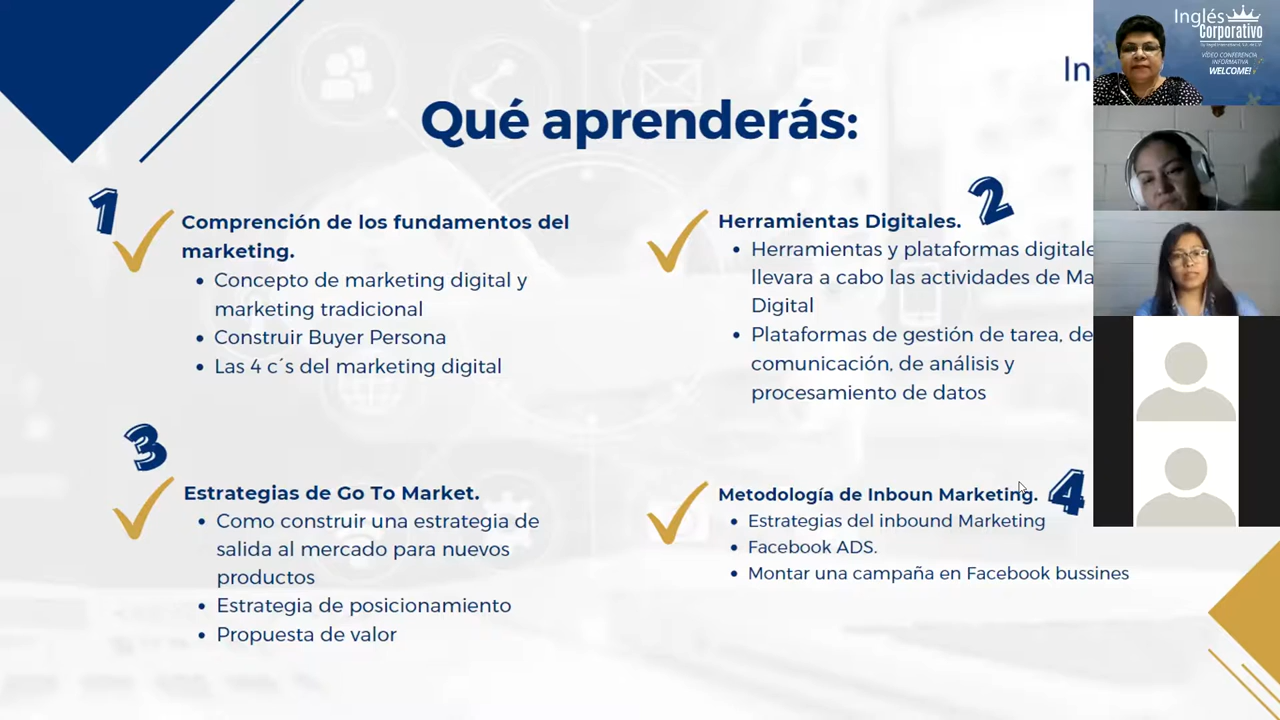 Qué aprenderás:
1
Comprención de los fundamentos del
marketing.
Concepto de marketing digital y
marketing tradicional
Construir Buyer Persona
Las 4 c´s del marketing digital
2
Herramientas Digitales.
Herramientas y plataformas digitale
llevara a cabo las actividades de Ma
Digital
Plataformas de gestión de tarea, de
comunicación, de análisis y
procesamiento de datos
3
Estrategias de Go To Market.
Como construir una estrategia de
salida al mercado para nuevos
productos
Estrategia de posicionamiento
Propuesta de valor
4
Metodología de Inboun Marketing.
Estrategias del inbound Marketing
Facebook ADS.
Montar una campaña en Facebook bussines
In
Inglés
Corporativo
VÍDEO CONFERENCIA
INFORMATIVA
WELCOME!